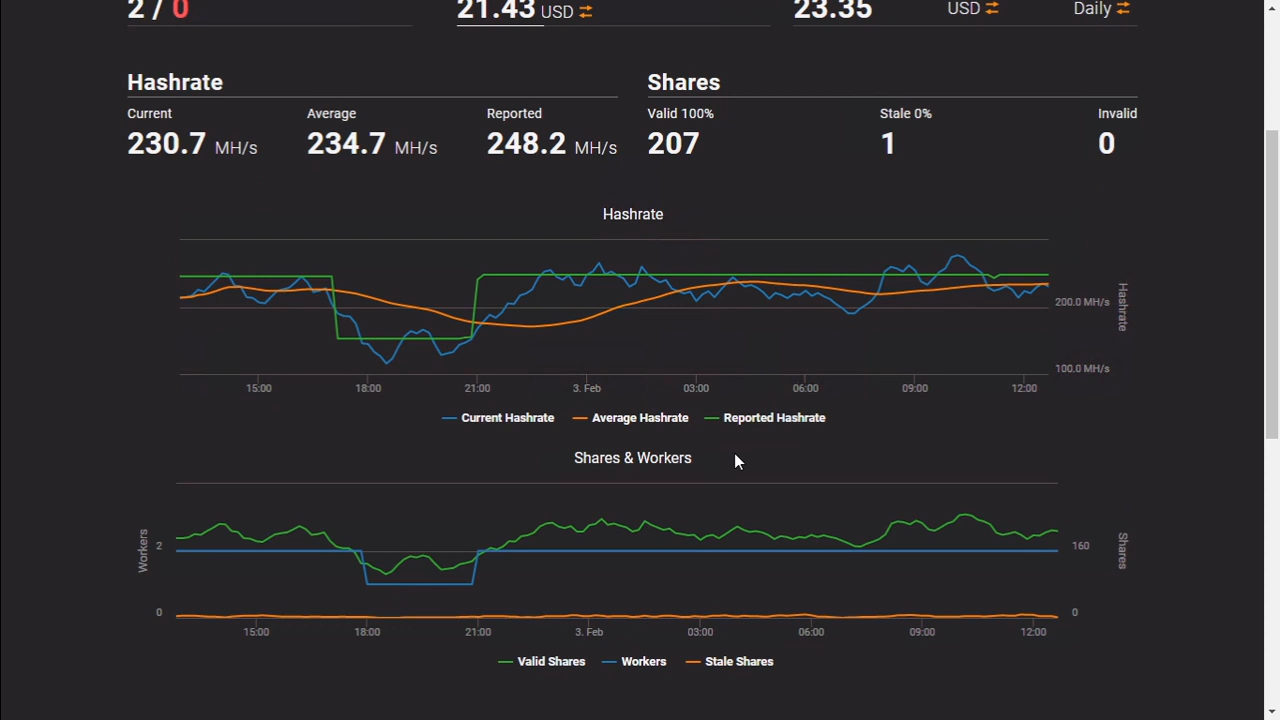 2 / 0
21.43 USD
23.35 USD Daily
Hashrate
Shares
Current Average Reported
Valid 100% Stale 0% Invalid
230.7 MH/s 234.7 MH/s 248.2 MH/s
207 1 0
Hashrate
200.0 MH/s
100.0 MH/s
Hashrate
15:00 18:00 21:00 3. Feb 03:00 06:00 09:00 12:00
Current Hashrate Average Hashrate Reported Hashrate
Shares & Workers
Workers
2
0
160
0
Shares
15:00 18:00 21:00 3. Feb 03:00 06:00 09:00 12:00
Valid Shares Workers Stale Shares